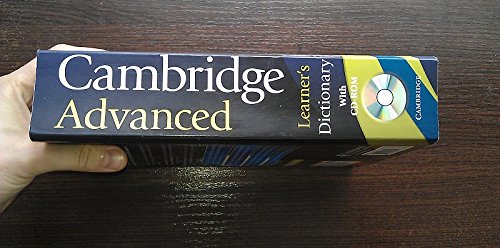 Cambridge
Advanced
Learner's
Dictionary
With
CD-ROM
CAMBRIDGE